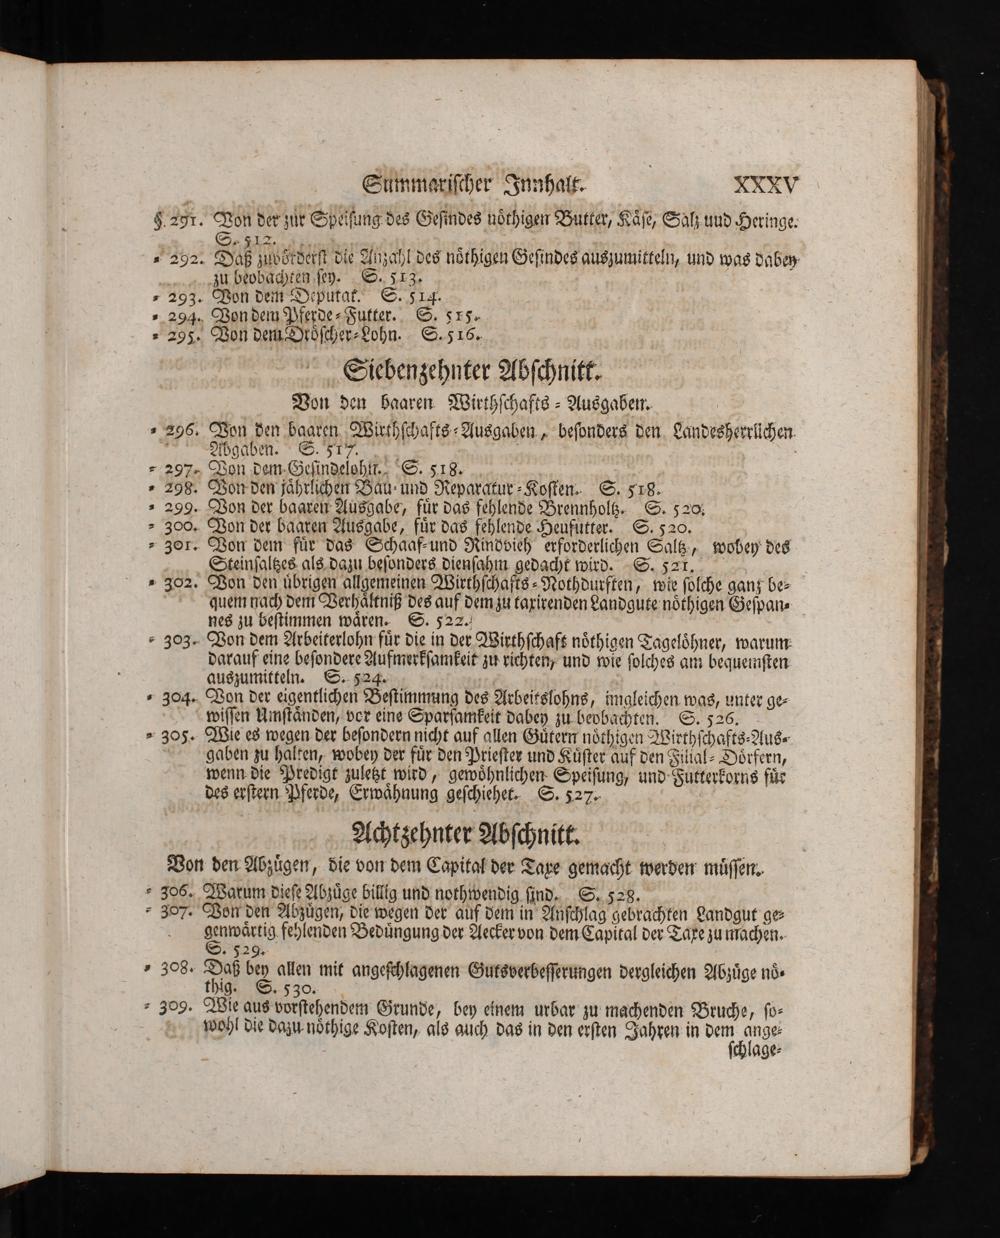 Summarischer Innhalt. XXXV
§. 291. Von der zur Speisung des Gesindes nöthigen Butter, Käse, Salz uud Heringe.
S. 512.
= 292. Daß zuvörderst die Anzahl des nöthigen Gesindes auszumitteln, und was dabey
zu beobachten sey. S. 513.
= 293. Von dem Deputat. S. 514.
= 294. Von dem Pferde=Futter. S. 515.
= 295. Von dem Dröscher=Lohn. S. 516.
Siebenzehnter Abschnitt.
Von den baaren Wirthschafts=Ausgaben.
= 296. Von den baaren Wirthschafts=Ausgaben, besonders den Landesherrlichen
Abgaben. S. 517.
= 297. Von dem Gesindelohn. S. 518.
= 298. Von den jährlichen Bau- und Reparatur=Kosten. S. 518.
= 299. Von der baaren Ausgabe, für das fehlende Brennholtz. S. 520.
= 300. Von der baaren Ausgabe, für das fehlende Heufutter. S. 520.
= 301. Von dem für das Schaaf-und Rindvieh erforderlichen Saltz, wobey des
Steinsaltzes als dazu besonders diensahm gedacht wird. S. 521.
= 302. Von den übrigen allgemeinen Wirthschafts=Nothdurften, wie solche ganz be=
quem nach dem Verhältniß des auf dem zu taxirenden Landgute nöthigen Gespan=
nes zu bestimmen wären. S. 522.
= 303. Von dem Arbeiterlohn für die in der Wirthschaft nöthigen Tagelöhner, warum
darauf eine besondere Aufmerksamkeit zu richten, und wie solches am bequemsten
auszumitteln. S. 524.
= 304. Von der eigentlichen Bestimmung des Arbeitslohns, imgleichen was, unter ge=
wissen Umständen, vor eine Sparsamkeit dabey zu beobachten. S. 526.
= 305. Wie es wegen der besondern nicht auf allen Gütern nöthigen Wirthschafts=Aus=
gaben zu halten, wobey der für den Priester und Küster auf den Filial=Dörfern,
wenn die Predigt zuletzt wird, gewöhnlichen Speisung, und Futterkorns für
des erstern Pferde, Erwähnung geschiehet. S. 527.
Achtzehnter Abschnitt.
Von den Abzügen, die von dem Capital der Taxe gemacht werden müssen.
= 306. Warum diese Abzüge billig und nothwendig sind. S. 528.
= 307. Von den Abzügen, die wegen der auf dem in Anschlag gebrachten Landgut ge=
genwärtig fehlenden Bedüngung der Aecker von dem Capital der Taxe zu machen.
S. 529.
= 308. Daß bey allen mit angeschlagenen Gutsverbesserungen dergleichen Abzüge nö=
thig. S. 530.
= 309. Wie aus vorstehendem Grunde, bey einem urbar zu machenden Bruche, so=
wohl die dazu nöthige Kosten, als auch das in den ersten Jahren in dem ange=
schlage=